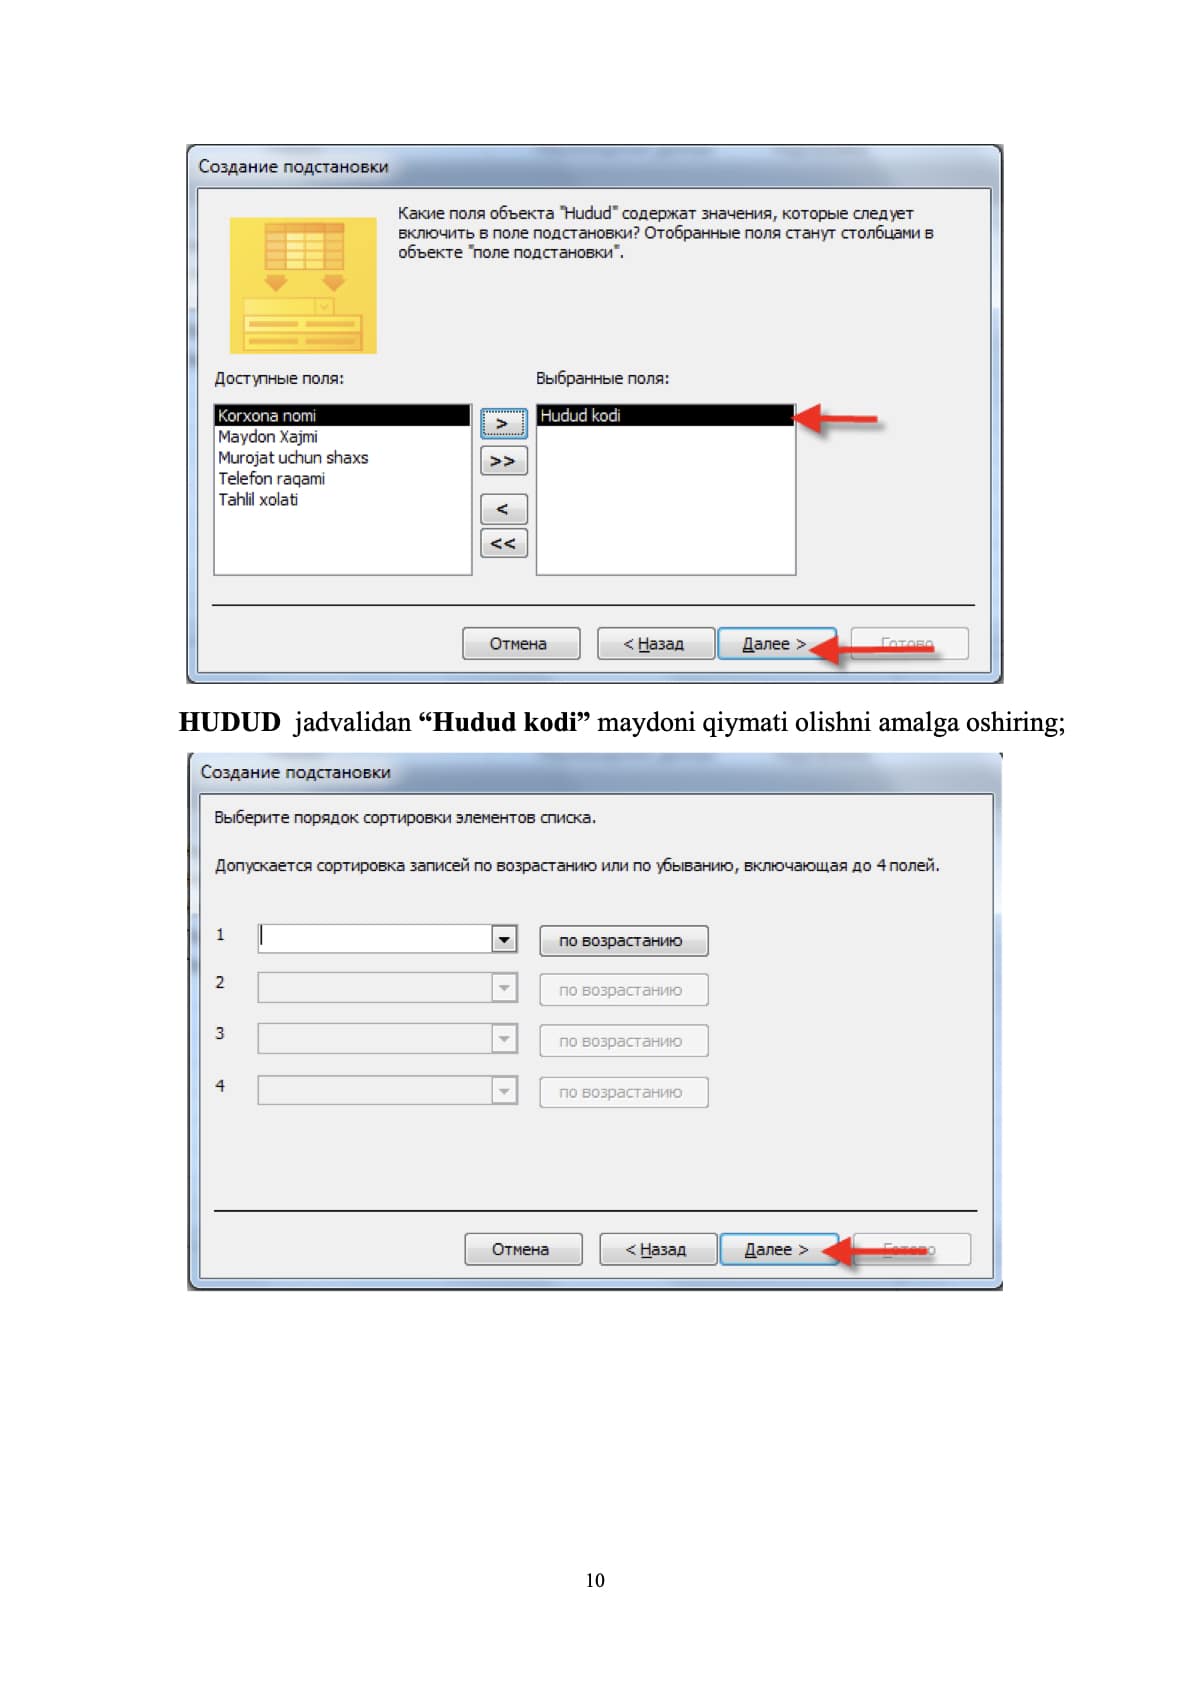 Создание подстановки
Какие поля объекта "Hudud" содержат значения, которые следует
включить в поле подстановки? Отобранные поля станут столбцами в
объекте "поле подстановки".
Доступные поля:
Выбранные поля:
Korxona nomi
Maydon Xajmi
Murojat uchun shaxs
Telefon raqami
Tahlil xolati
>
>>
<
<<
Hudud kodi
Отмена
< Назад
Далее >
Готово
HUDUD jadvalidan “Hudud kodi” maydoni qiymati olishni amalga oshiring;
Создание подстановки
Выберите порядок сортировки элементов списка.
Допускается сортировка записей по возрастанию или по убыванию, включающая до 4 полей.
1 по возрастанию
2 по возрастанию
3 по возрастанию
4 по возрастанию
Отмена
< Назад
Далее >
Готово
10